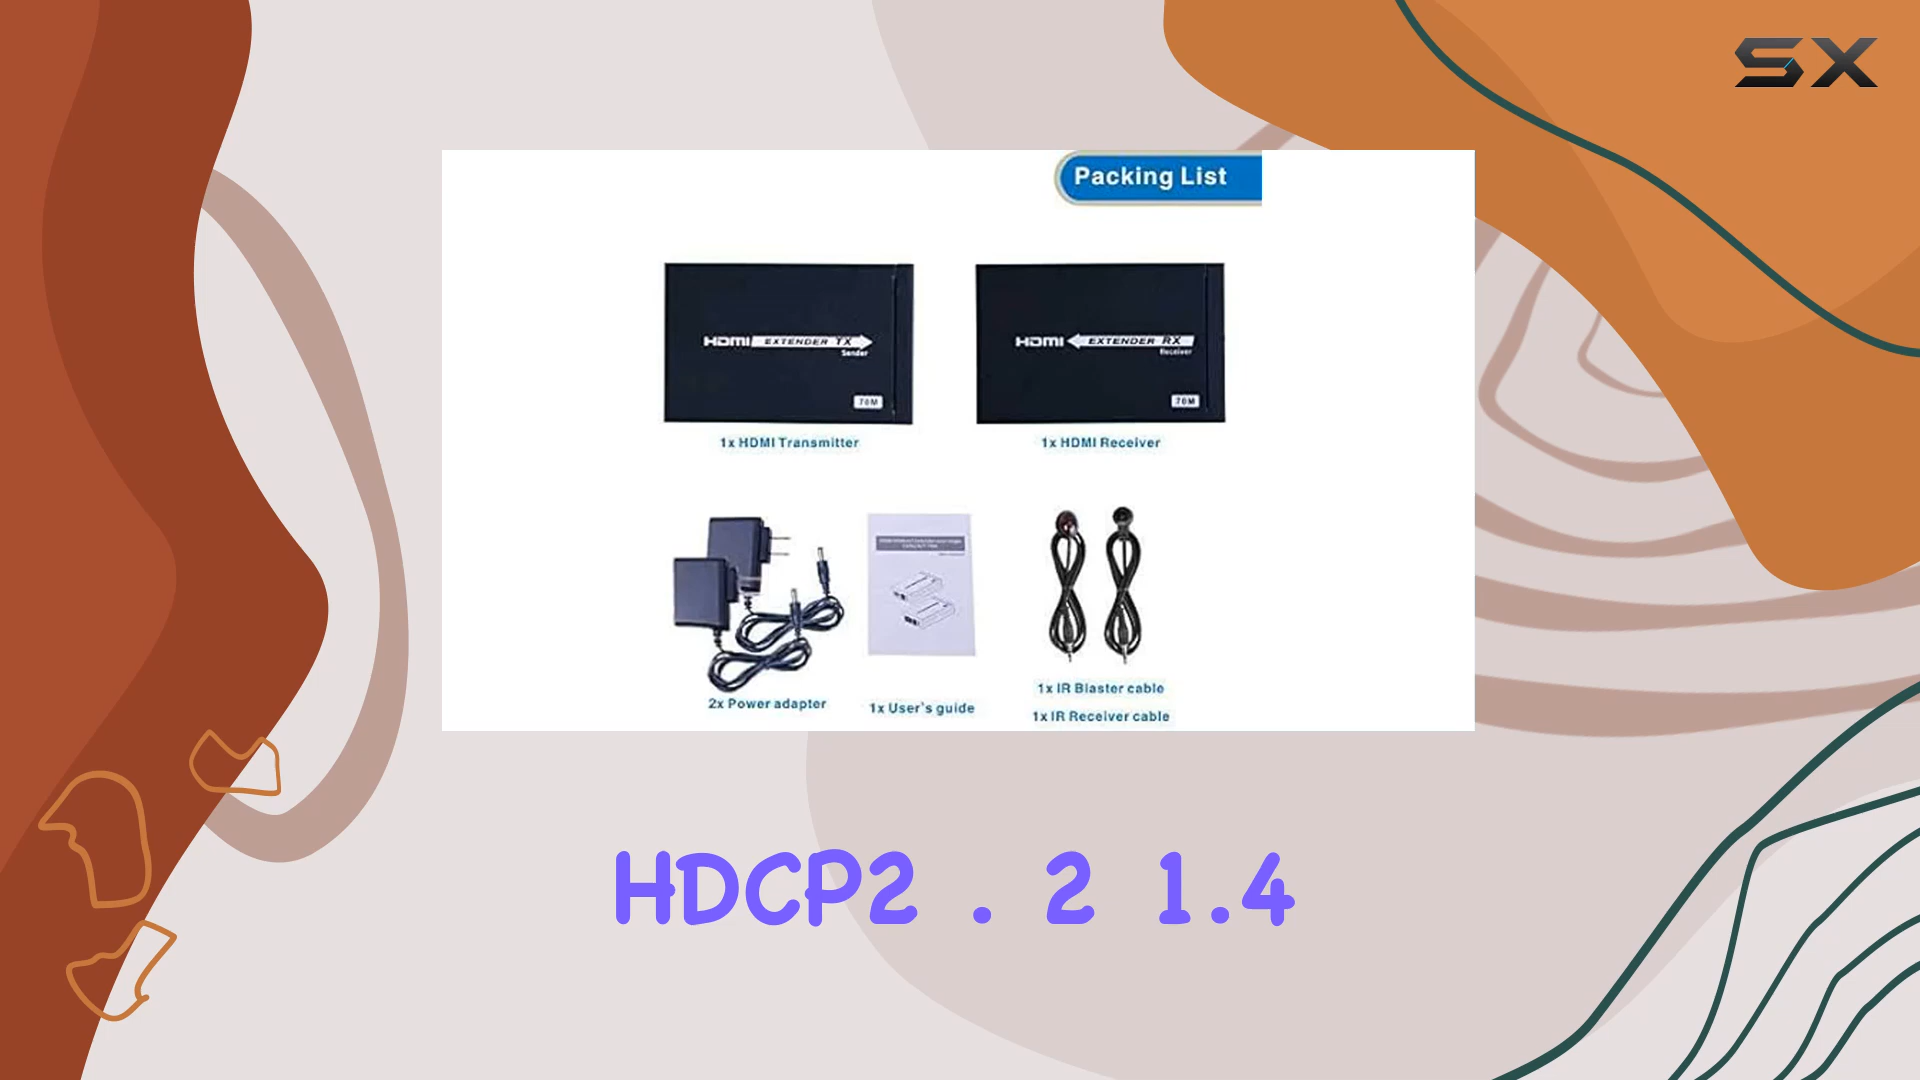 SX
Packing List
HDMI EXTENDER TX
Sender
70M
HDMI EXTENDER RX
Receiver
70M
1x HDMI Transmitter
1x HDMI Receiver
2x Power adapter
1x User's guide
1x IR Blaster cable
1x IR Receiver cable
HDCP2 . 2 1.4